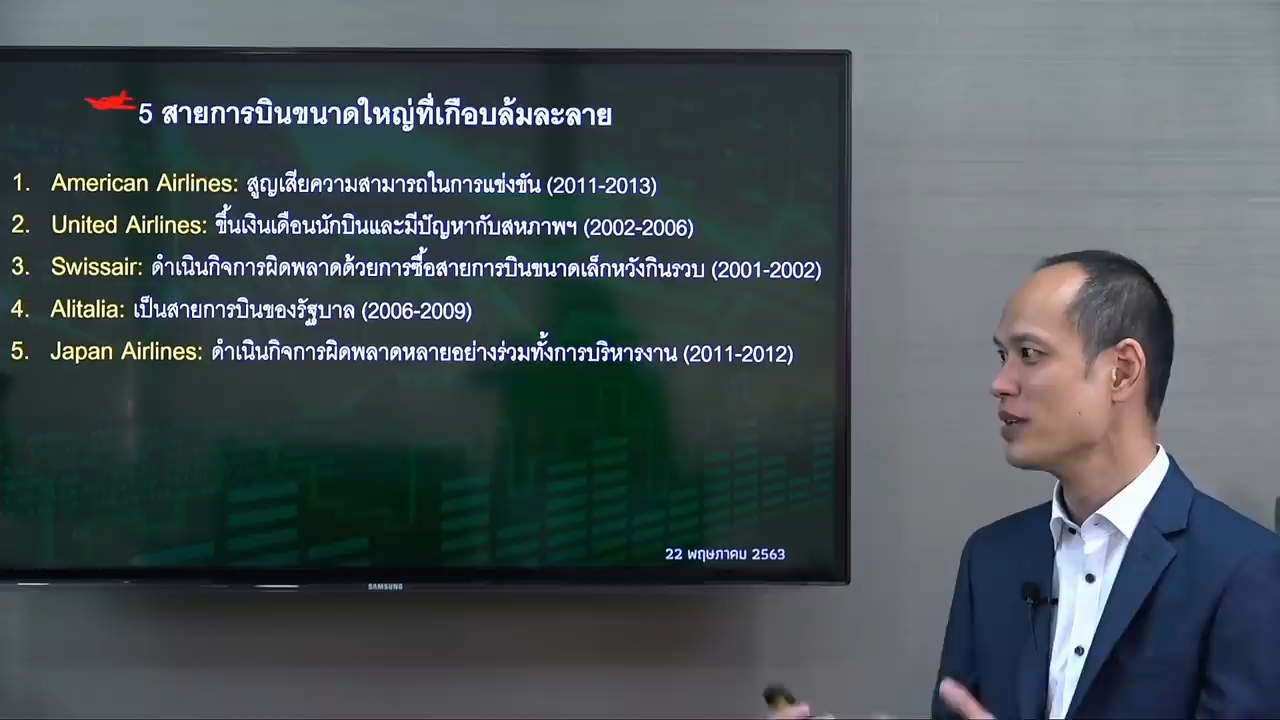 5 สายการบินขนาดใหญ่ที่เกือบล้มละลาย
1. American Airlines: สูญเสียความสามารถในการแข่งขัน (2011-2013)
2. United Airlines: ขึ้นเงินเดือนนักบินและมีปัญหากับสหภาพฯ (2002-2006)
3. Swissair: ดำเนินกิจการผิดพลาดด้วยการซื้อสายการบินขนาดเล็กหวังกินรวบ (2001-2002)
4. Alitalia: เป็นสายการบินของรัฐบาล (2006-2009)
5. Japan Airlines: ดำเนินกิจการผิดพลาดหลายอย่างร่วมทั้งการบริหารงาน (2011-2012)
22 พฤษภาคม 2563
SAMSUNG